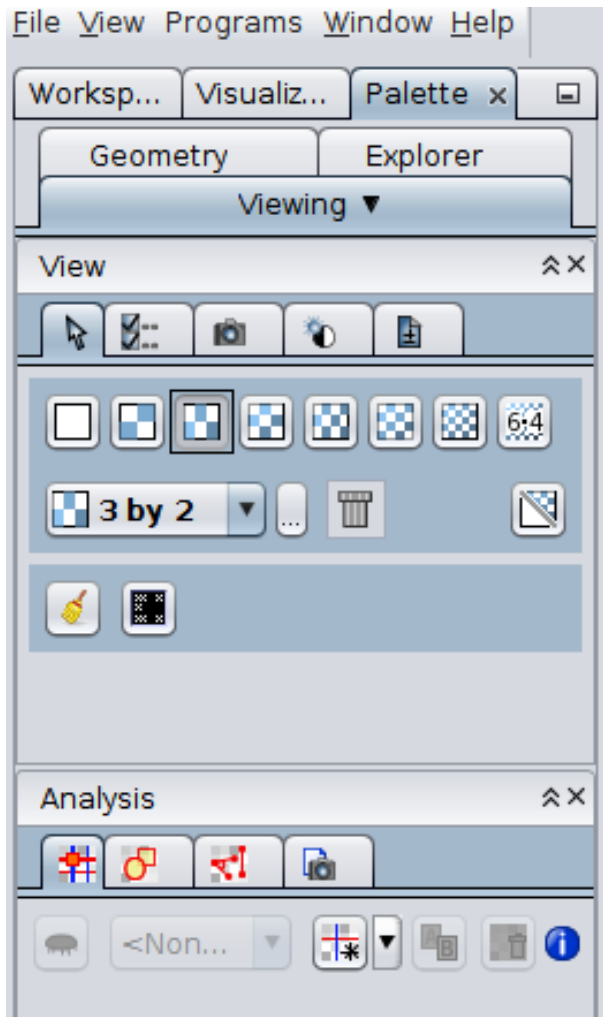 File View Programs Window Help
Worksp... Visualiz... Palette
Geometry Explorer
Viewing ▼
View
6:4
3 by 2 ...
Analysis
<Non...
A B
i